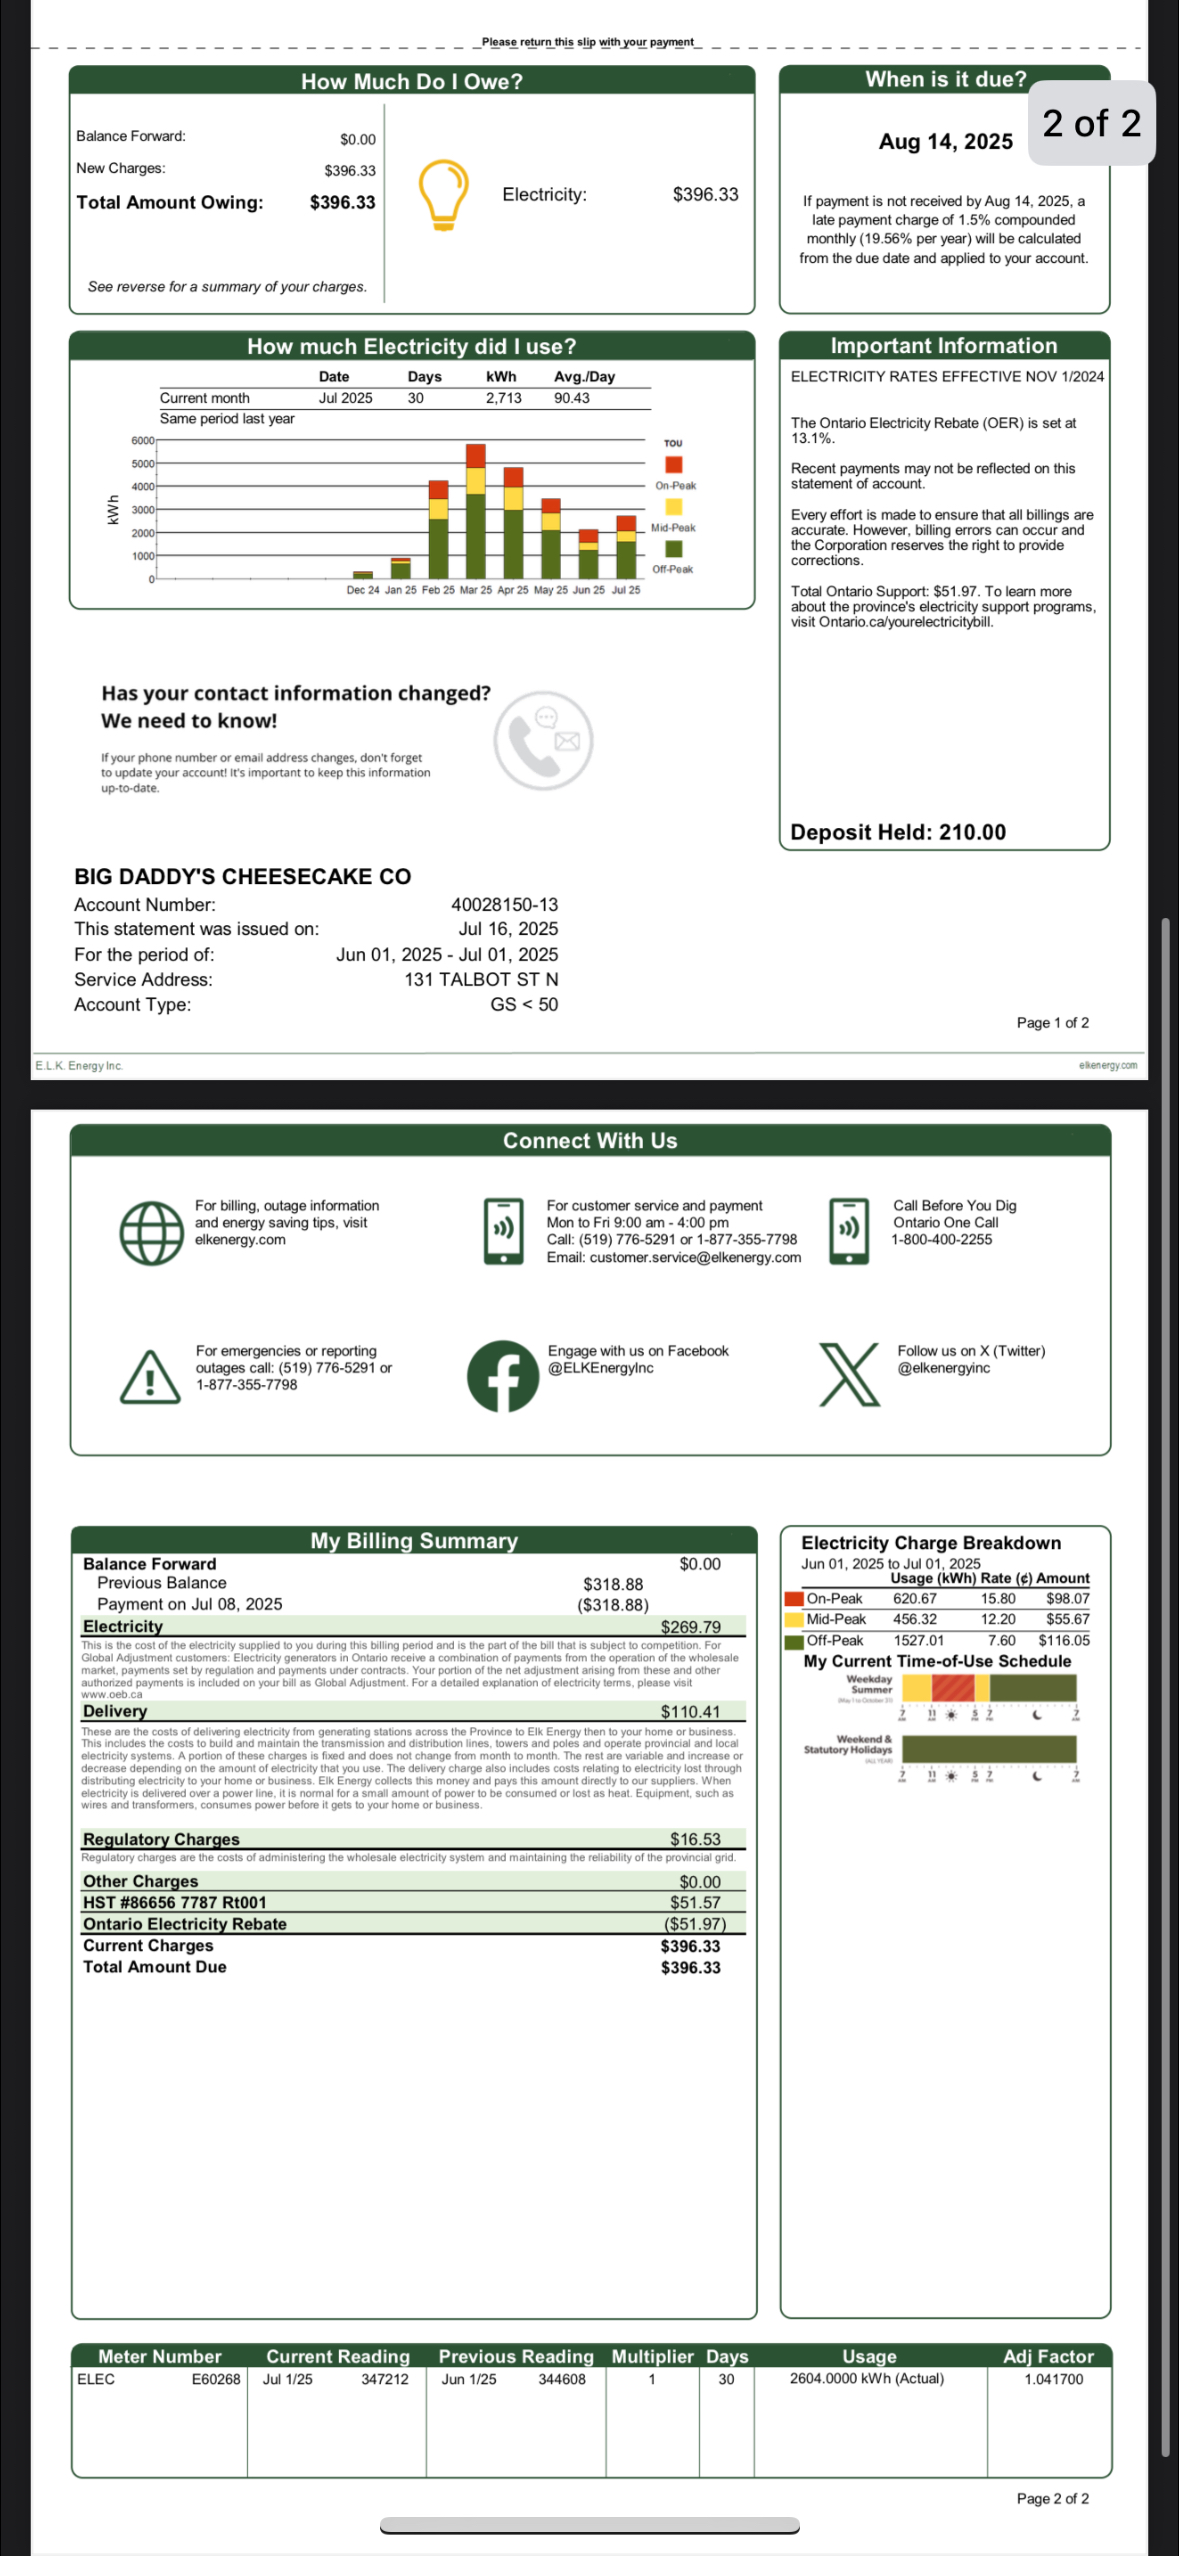 Please return this slip with your payment
How Much Do I Owe?
Balance Forward: $0.00
New Charges: $396.33
Total Amount Owing: $396.33
See reverse for a summary of your charges.
Electricity: $396.33
When is it due?
2 of 2
Aug 14, 2025
If payment is not received by Aug 14, 2025, a
late payment charge of 1.5% compounded
monthly (19.56% per year) will be calculated
from the due date and applied to your account.
How much Electricity did I use?
Date Days kWh Avg./Day
Current month Jul 2025 30 2,713 90.43
Same period last year
kWh
6000
5000
4000
3000
2000
1000
0
Dec 24 Jan 25 Feb 25 Mar 25 Apr 25 May 25 Jun 25 Jul 25
TOU
On-Peak
Mid-Peak
Off-Peak
Important Information
ELECTRICITY RATES EFFECTIVE NOV 1/2024
The Ontario Electricity Rebate (OER) is set at
13.1%.
Recent payments may not be reflected on this
statement of account.
Every effort is made to ensure that all billings are
accurate. However, billing errors can occur and
the Corporation reserves the right to provide
corrections.
Total Ontario Support: $51.97. To learn more
about the province's electricity support programs,
visit Ontario.ca/yourelectricitybill.
Deposit Held: 210.00
Has your contact information changed?
We need to know!
If your phone number or email address changes, don't forget
to update your account! It's important to keep this information
up-to-date.
BIG DADDY'S CHEESECAKE CO
Account Number: 40028150-13
This statement was issued on: Jul 16, 2025
For the period of: Jun 01, 2025 - Jul 01, 2025
Service Address: 131 TALBOT ST N
Account Type: GS < 50
Page 1 of 2
E.L.K. Energy Inc. elkenergy.com
Connect With Us
For billing, outage information
and energy saving tips, visit
elkenergy.com
For customer service and payment
Mon to Fri 9:00 am - 4:00 pm
Call: (519) 776-5291 or 1-877-355-7798
Email: customer.service@elkenergy.com
Call Before You Dig
Ontario One Call
1-800-400-2255
For emergencies or reporting
outages call: (519) 776-5291 or
1-877-355-7798
Engage with us on Facebook
@ELKEnergyInc
Follow us on X (Twitter)
@elkenergyinc
My Billing Summary
Balance Forward $0.00
Previous Balance $318.88
Payment on Jul 08, 2025 ($318.88)
Electricity $269.79
This is the cost of the electricity supplied to you during this billing period and is the part of the bill that is subject to competition. For
Global Adjustment customers: Electricity generators in Ontario receive a combination of payments from the operation of the wholesale
market, payments set by regulation and payments under contracts. Your portion of the net adjustment arising from these and other
authorized payments is included on your bill as Global Adjustment. For a detailed explanation of electricity terms, please visit
www.oeb.ca
Delivery $110.41
These are the costs of delivering electricity from generating stations across the Province to Elk Energy then to your home or business.
This includes the costs to build and maintain the transmission and distribution lines, towers and poles and operate provincial and local
electricity systems. A portion of these charges is fixed and does not change from month to month. The rest are variable and increase or
decrease depending on the amount of electricity that you use. The delivery charge also includes costs relating to electricity lost through
distributing electricity to your home or business. Elk Energy collects this money and pays this amount directly to our suppliers. When
electricity is delivered over a power line, it is normal for a small amount of power to be consumed or lost as heat. Equipment, such as
wires and transformers, consumes power before it gets to your home or business.
Regulatory Charges $16.53
Regulatory charges are the costs of administering the wholesale electricity system and maintaining the reliability of the provincial grid.
Other Charges $0.00
HST #86656 7787 Rt001 $51.57
Ontario Electricity Rebate ($51.97)
Current Charges $396.33
Total Amount Due $396.33
Electricity Charge Breakdown
Jun 01, 2025 to Jul 01, 2025
Usage (kWh) Rate (¢) Amount
On-Peak 620.67 15.80 $98.07
Mid-Peak 456.32 12.20 $55.67
Off-Peak 1527.01 7.60 $116.05
My Current Time-of-Use Schedule
Weekday
Summer
(May 1 to October 31)
7 AM 11 AM 5 PM 7 PM 7 AM
Weekend &
Statutory Holidays
(ALL YEAR)
7 AM 11 AM 5 PM 7 PM 7 AM
Meter Number Current Reading Previous Reading Multiplier Days Usage Adj Factor
ELEC E60268 Jul 1/25 347212 Jun 1/25 344608 1 30 2604.0000 kWh (Actual) 1.041700
Page 2 of 2